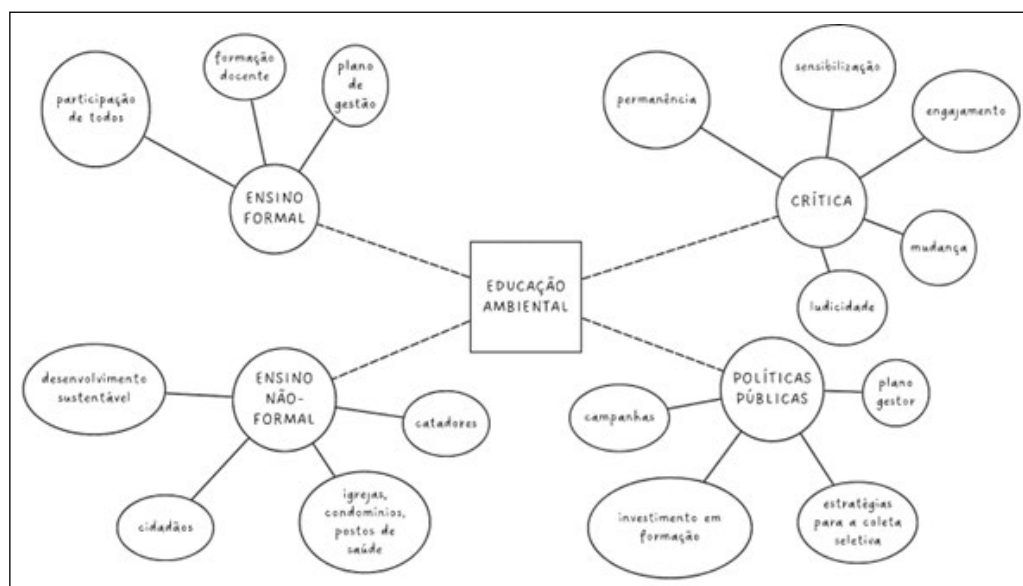 formação
docente
plano
de
gestão
participação
de todos
ENSINO
FORMAL
sensibilização
permanência
engajamento
CRÍTICA
mudança
ludicidade
EDUCAÇÃO
AMBIENTAL
desenvolvimento
sustentável
ENSINO
NÃO-
FORMAL
catadores
cidadãos
igrejas,
condomínios,
postos de
saúde
POLÍTICAS
PÚBLICAS
plano
gestor
campanhas
investimento em
formação
estratégias
para a coleta
seletiva